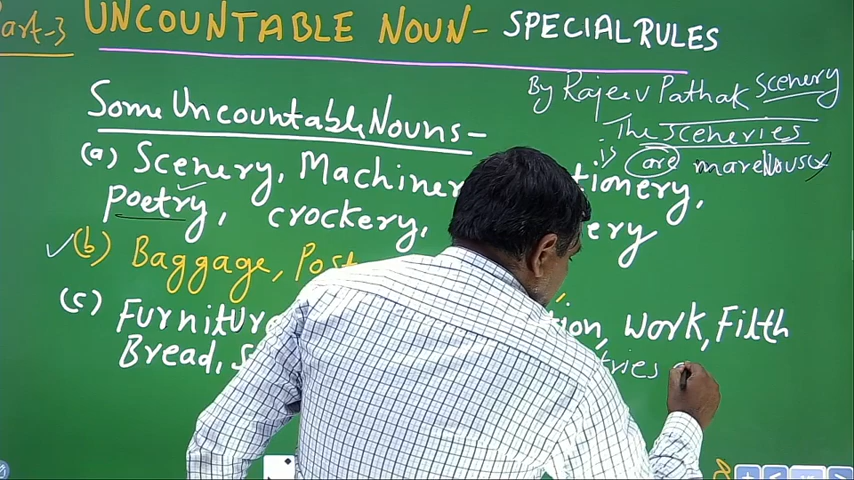 Part-3 UNCOUNTABLE NOUN- SPECIAL RULES
By Rajeev Pathak Scenery
Some Uncountable Nouns-
The Sceneries
is are
(a) Scenery, Machiner tionery,
Poetry, crockery, ery
(b) Baggage, Post
(c) Furniture tion, Work, Filth
Bread, S tries